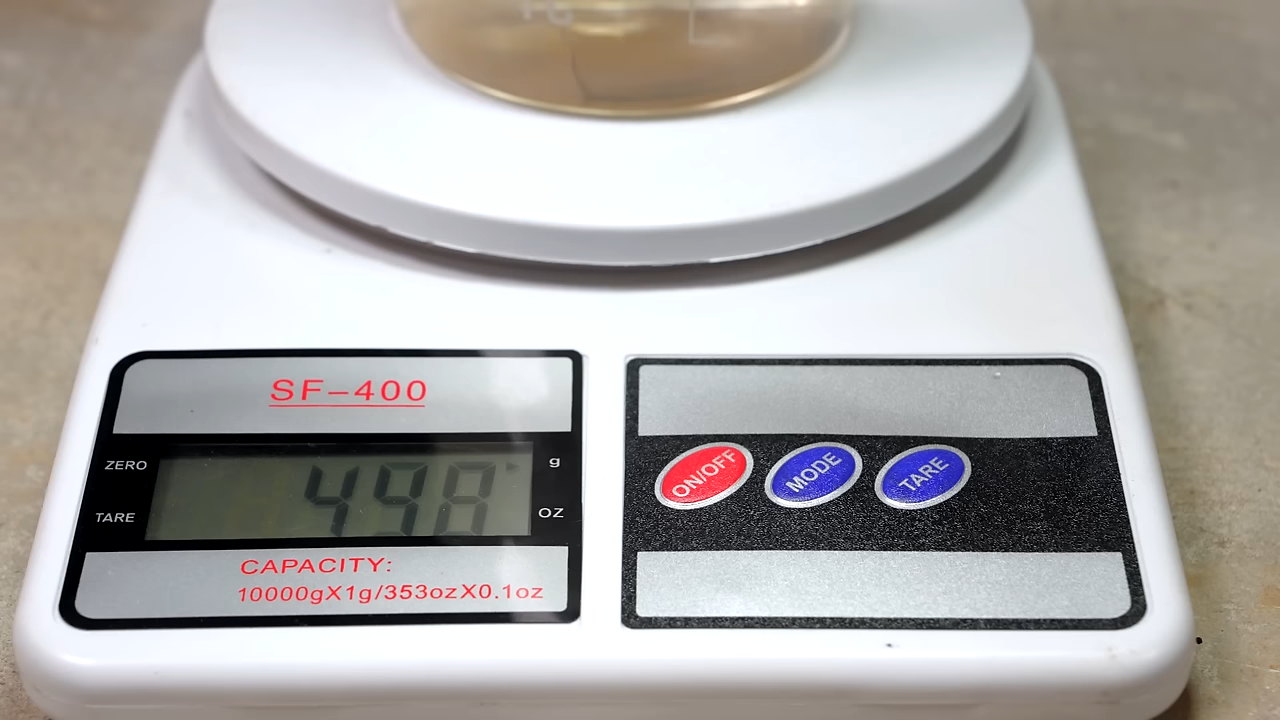 SF-400
ZERO
g
498
TARE
OZ
CAPACITY:
10000gX1g/353ozX0.1oz
ON/OFF
MODE
TARE